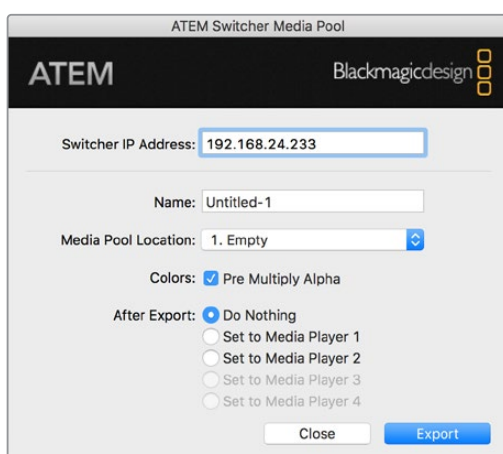 ATEM Switcher Media Pool
ATEM
Blackmagicdesign
Switcher IP Address: 192.168.24.233
Name: Untitled-1
Media Pool Location: 1. Empty
Colors: Pre Multiply Alpha
After Export: Do Nothing
Set to Media Player 1
Set to Media Player 2
Set to Media Player 3
Set to Media Player 4
Close Export